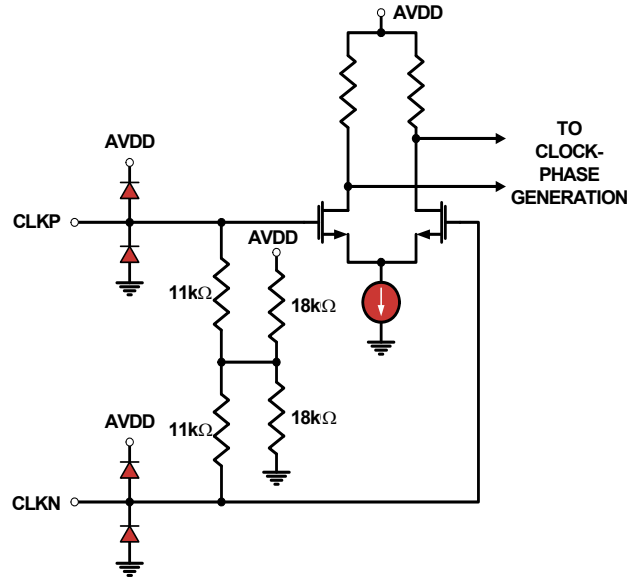 AVDD
TO
CLOCK-
PHASE
GENERATION
AVDD
CLKP
AVDD
11kΩ
18kΩ
11kΩ
18kΩ
AVDD
CLKN